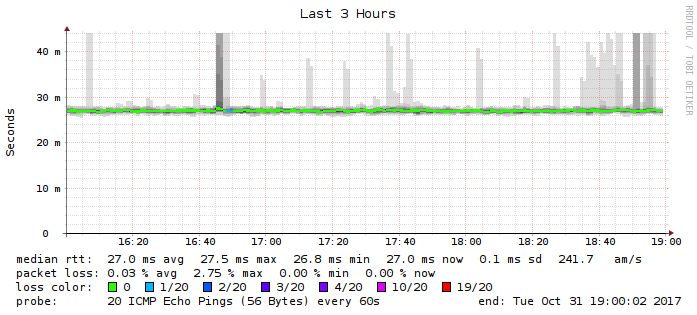 Last 3 Hours
RRDTOOL / TOBI OETIKER
Seconds
40 m
30 m
20 m
10 m
0
16:20 16:40 17:00 17:20 17:40 18:00 18:20 18:40 19:00
median rtt: 27.0 ms avg 27.5 ms max 26.8 ms min 27.0 ms now 0.1 ms sd 241.7 am/s
packet loss: 0.03 % avg 2.75 % max 0.00 % min 0.00 % now
loss color: 0 1/20 2/20 3/20 4/20 10/20 19/20
probe: 20 ICMP Echo Pings (56 Bytes) every 60s end: Tue Oct 31 19:00:02 2017